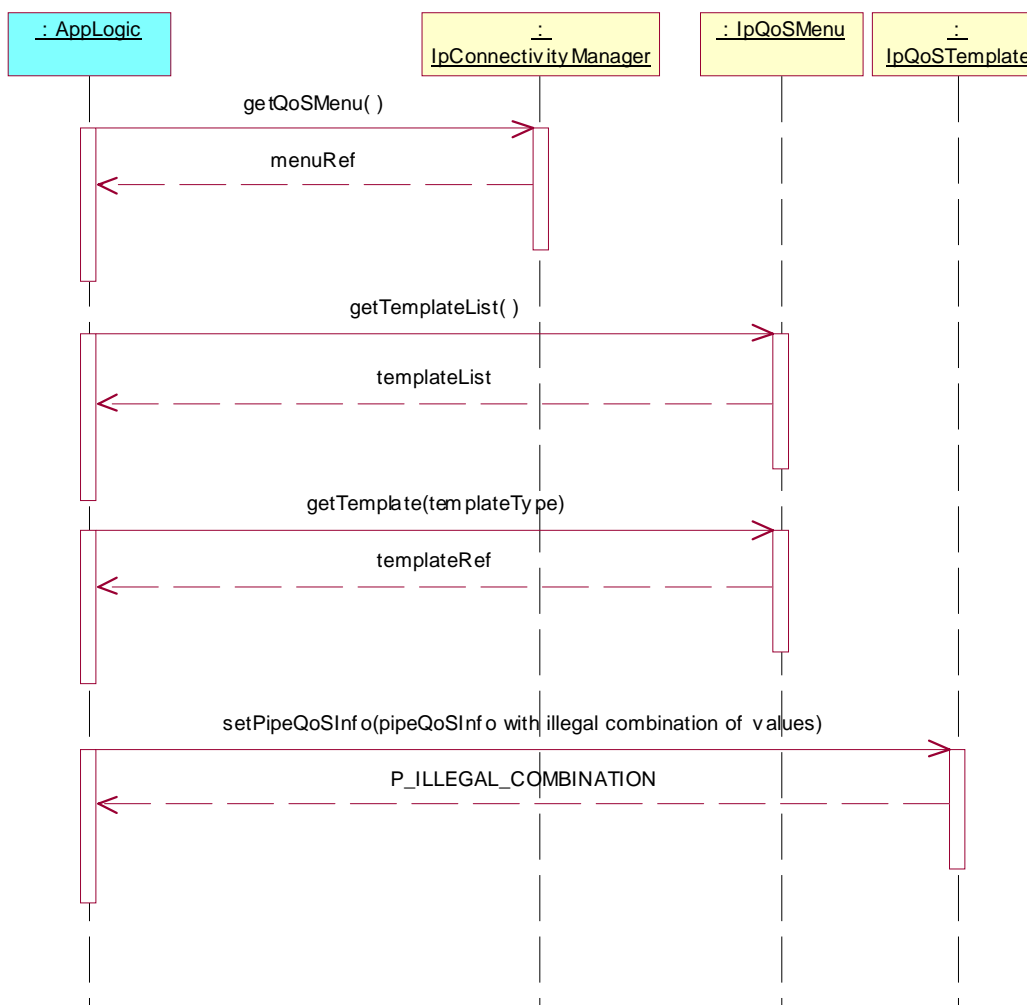 : AppLogic
:
IpConnectivityManager
: IpQoSMenu
:
IpQoSTemplate
getQoSMenu( )
menuRef
getTemplateList( )
templateList
getTemplate(templateType)
templateRef
setPipeQoSInfo(pipeQoSInfo with illegal combination of values)
P_ILLEGAL_COMBINATION